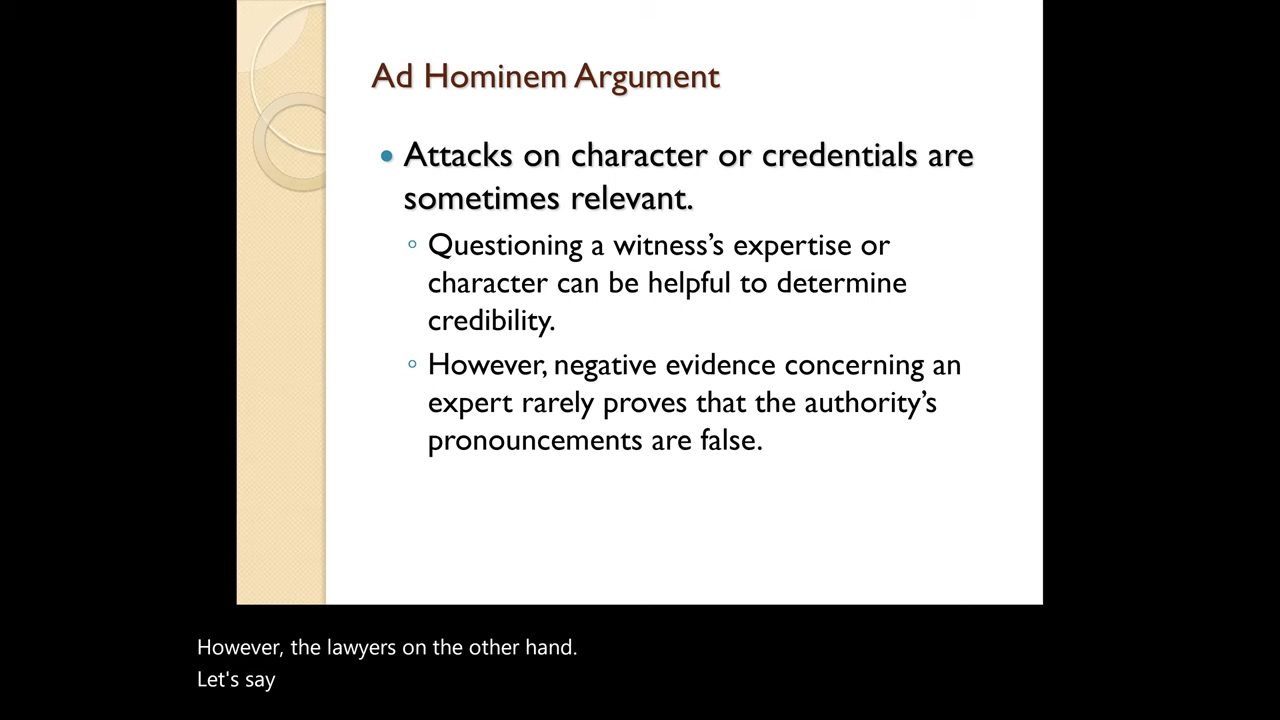 Ad Hominem Argument
Attacks on character or credentials are
sometimes relevant.
Questioning a witness’s expertise or
character can be helpful to determine
credibility.
However, negative evidence concerning an
expert rarely proves that the authority’s
pronouncements are false.
However, the lawyers on the other hand.
Let's say